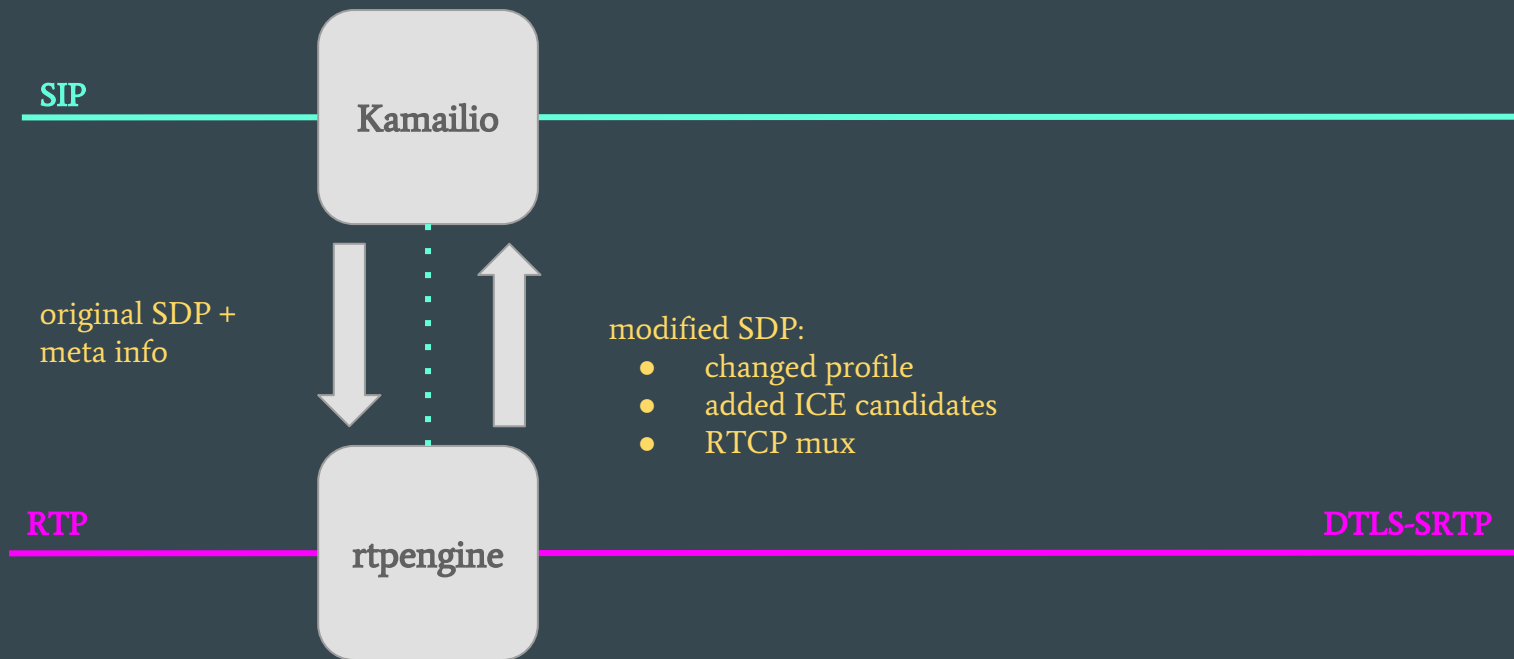 SIP
Kamailio
original SDP +
meta info
modified SDP:
● changed profile
● added ICE candidates
● RTCP mux
RTP
rtpengine
DTLS-SRTP